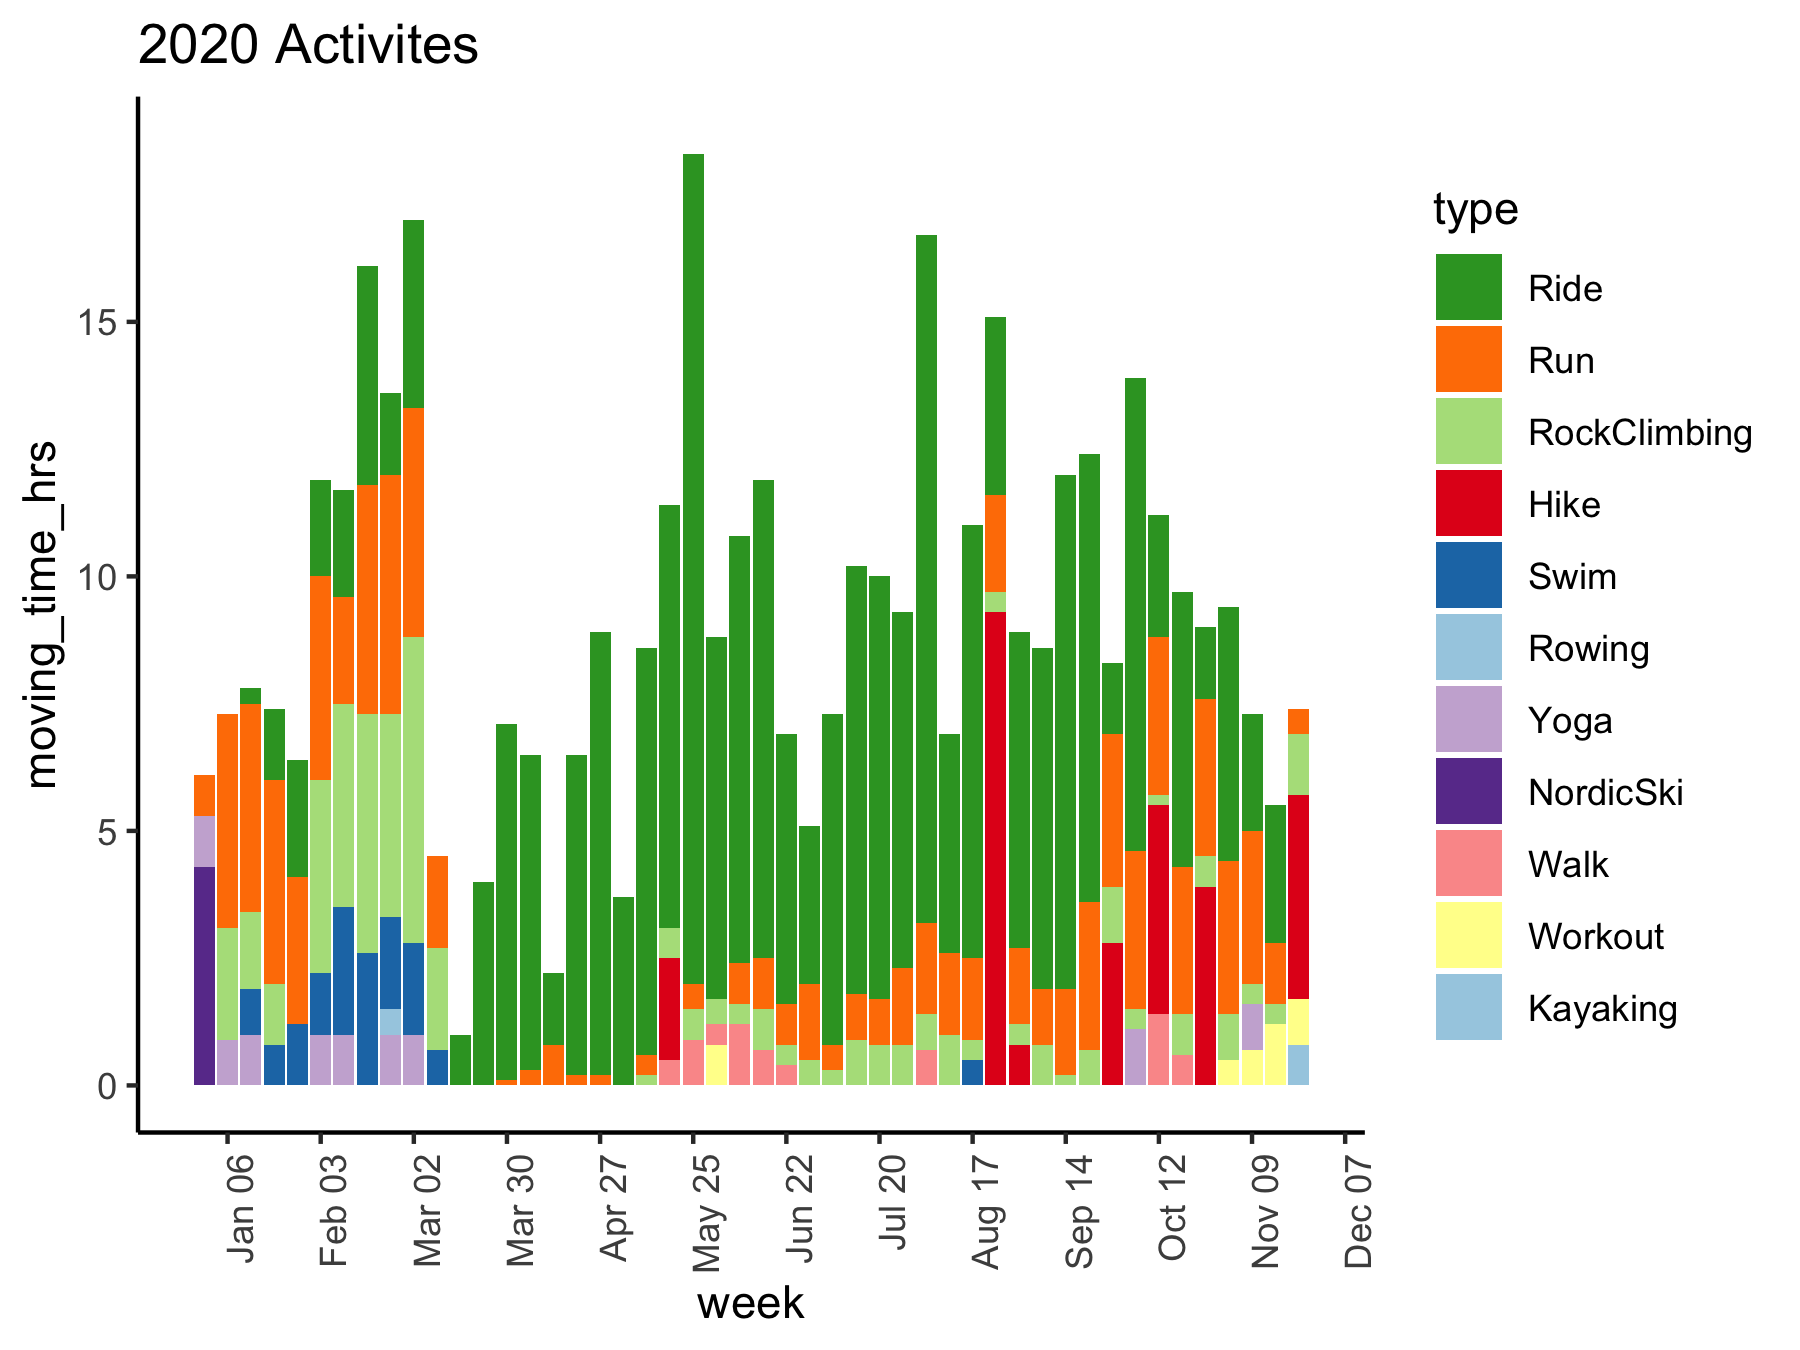 2020 Activites
moving_time_hrs
15
10
5
0
Jan 06
Feb 03
Mar 02
Mar 30
Apr 27
May 25
Jun 22
Jul 20
Aug 17
Sep 14
Oct 12
Nov 09
Dec 07
week
type
Ride
Run
RockClimbing
Hike
Swim
Rowing
Yoga
NordicSki
Walk
Workout
Kayaking